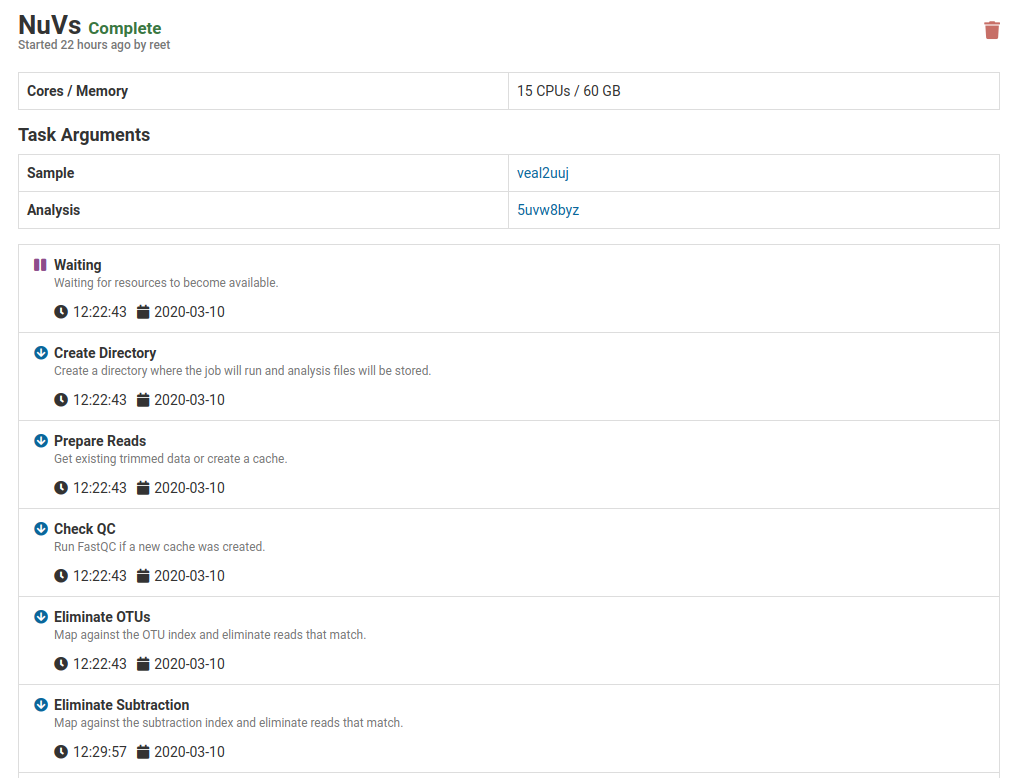 NuVs Complete
Started 22 hours ago by reet
Cores / Memory 15 CPUs / 60 GB
Task Arguments
Sample veal2uuj
Analysis 5uvw8byz
Waiting
Waiting for resources to become available.
12:22:43 2020-03-10
Create Directory
Create a directory where the job will run and analysis files will be stored.
12:22:43 2020-03-10
Prepare Reads
Get existing trimmed data or create a cache.
12:22:43 2020-03-10
Check QC
Run FastQC if a new cache was created.
12:22:43 2020-03-10
Eliminate OTUs
Map against the OTU index and eliminate reads that match.
12:22:43 2020-03-10
Eliminate Subtraction
Map against the subtraction index and eliminate reads that match.
12:29:57 2020-03-10